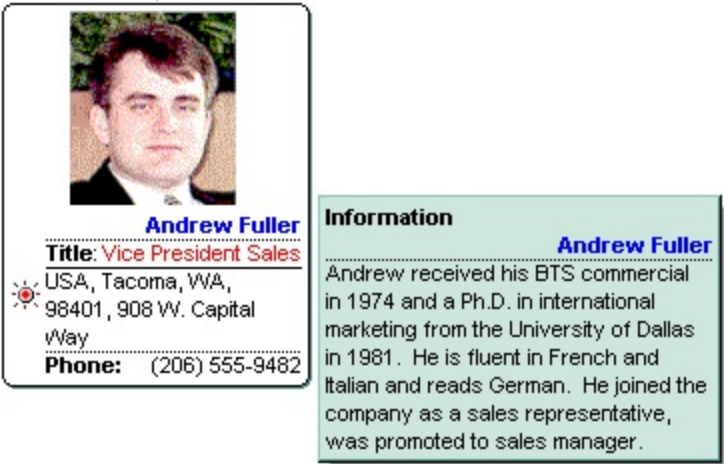 Andrew Fuller
Title: Vice President Sales
USA, Tacoma, WA,
98401, 908 W. Capital
Way
Phone: (206) 555-9482
Information
Andrew Fuller
Andrew received his BTS commercial
in 1974 and a Ph.D. in international
marketing from the University of Dallas
in 1981. He is fluent in French and
Italian and reads German. He joined the
company as a sales representative,
was promoted to sales manager.